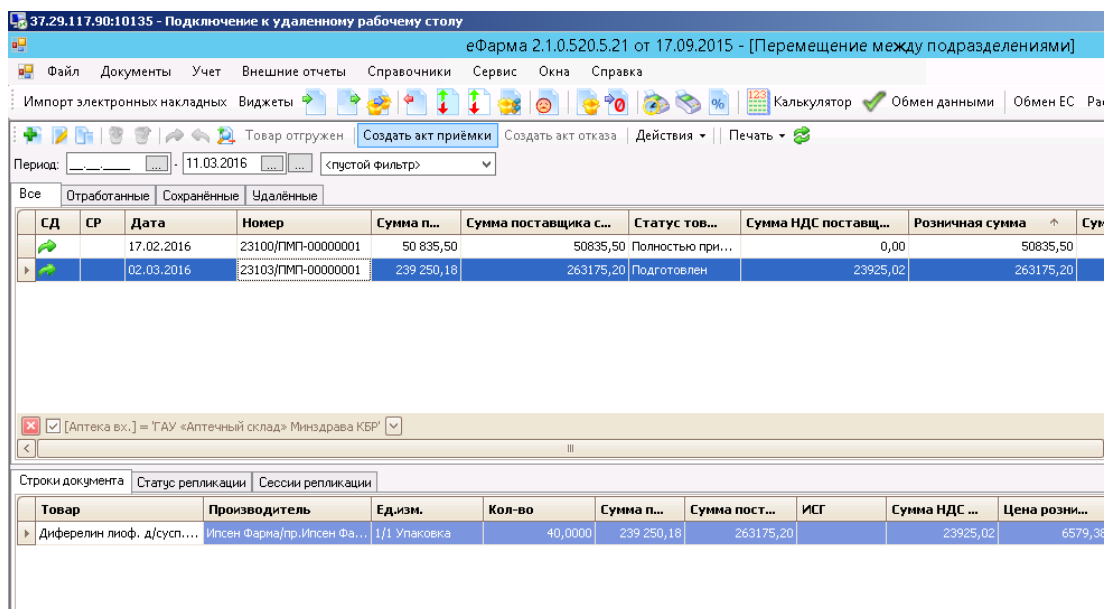 37.29.117.90:10135 - Подключение к удаленному рабочему столу
еФарма 2.1.0.520.5.21 от 17.09.2015 - [Перемещение между подразделениями]
Файл Документы Учет Внешние отчеты Справочники Сервис Окна Справка
Импорт электронных накладных Виджеты % 123 Калькулятор Обмен данными Обмен ЕС Рас
Товар отгружен Создать акт приёмки Создать акт отказа Действия Печать
Период: __.__.____ ... - 11.03.2016 ... ... <пустой фильтр>
Все Отработанные Сохранённые Удалённые
СД СР Дата Номер Сумма п... Сумма поставщика с... Статус тов... Сумма НДС поставщ... Розничная сумма Сум
17.02.2016 23100/ПМП-00000001 50 835,50 50835,50 Полностью при... 0,00 50835,50
02.03.2016 23103/ПМП-00000001 239 250,18 263175,20 Подготовлен 23925,02 263175,20
[Аптека вх.] = 'ГАУ «Аптечный склад» Минздрава КБР'
Строки документа Статус репликации Сессии репликации
Товар Производитель Ед.изм. Кол-во Сумма п... Сумма пост... ИСГ Сумма НДС ... Цена розни...
Диферелин лиоф. д/сусп.... Ипсен Фарма/пр.Ипсен Фа... 1/1 Упаковка 40,0000 239 250,18 263175,20 23925,02 6579,38